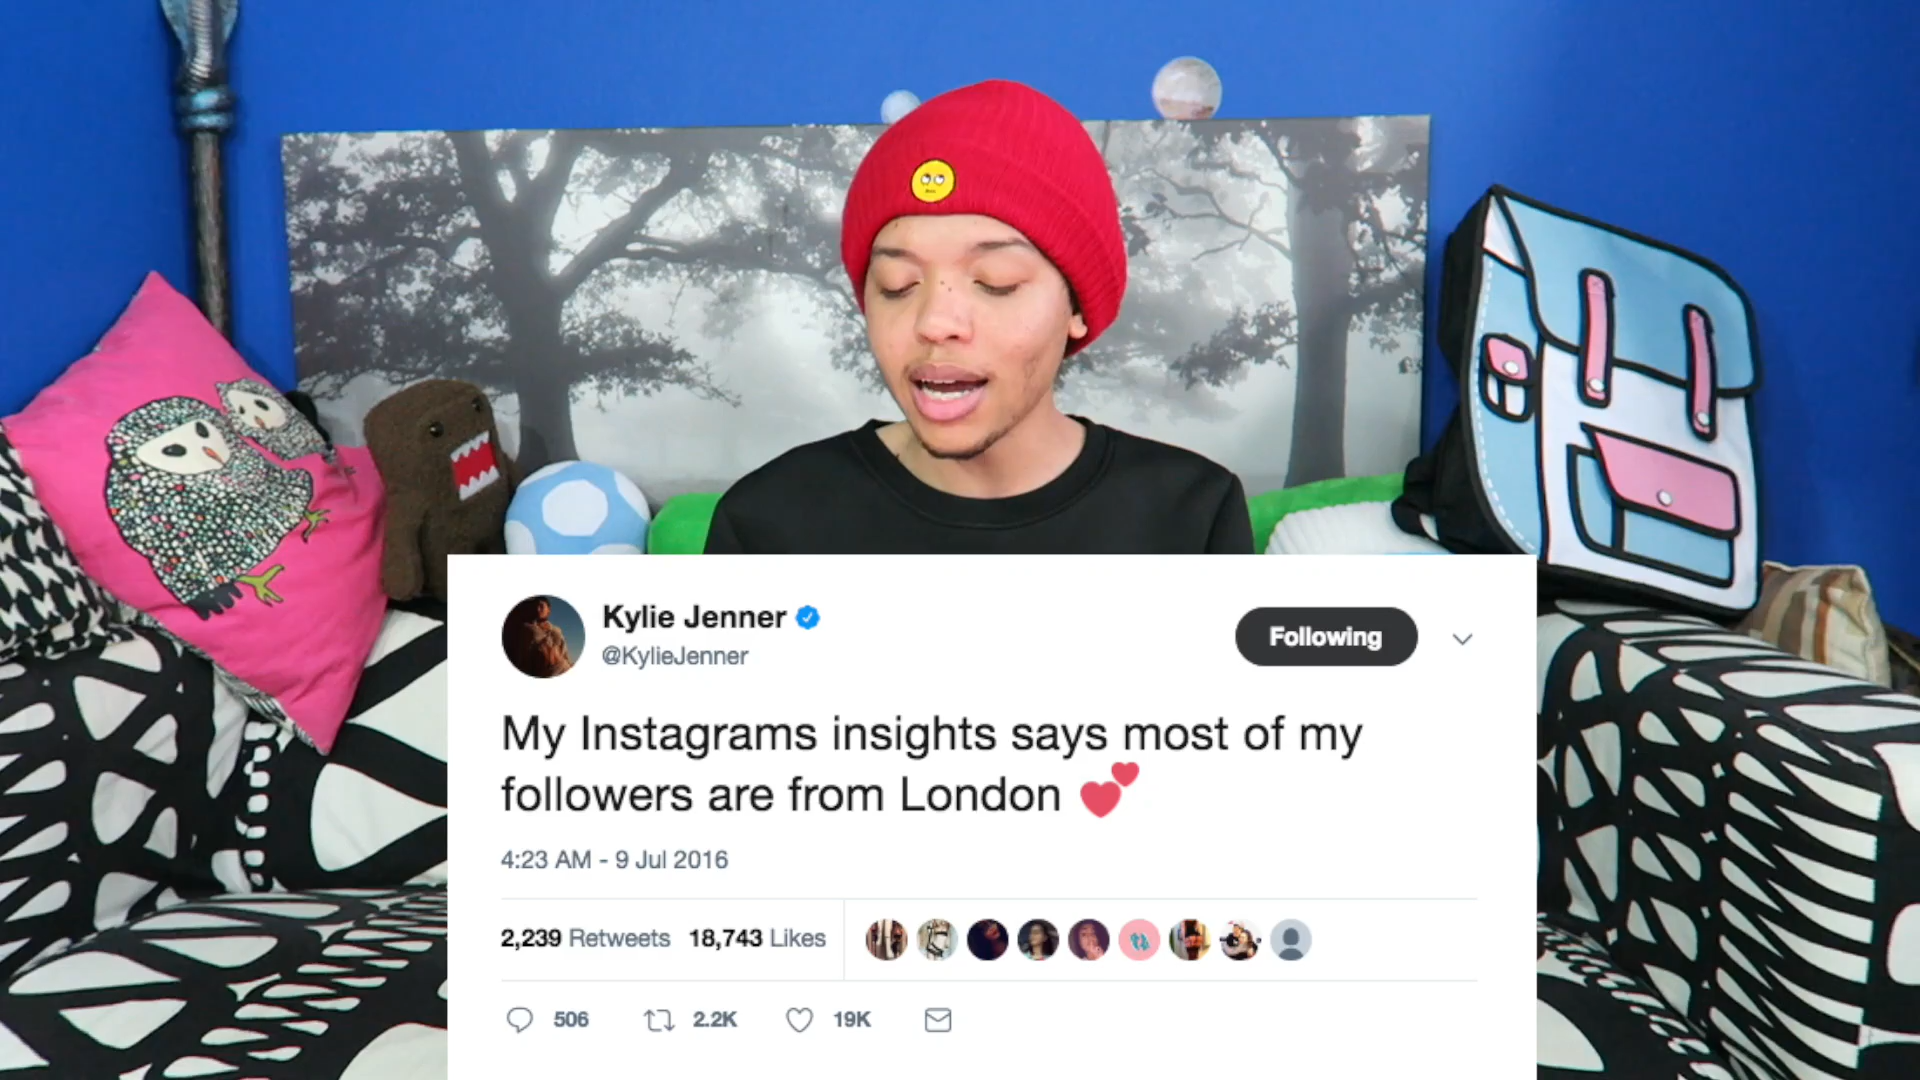 Kylie Jenner
@KylieJenner
Following
My Instagrams insights says most of my
followers are from London 💕
4:23 AM - 9 Jul 2016
2,239 Retweets 18,743 Likes
506 2.2K 19K